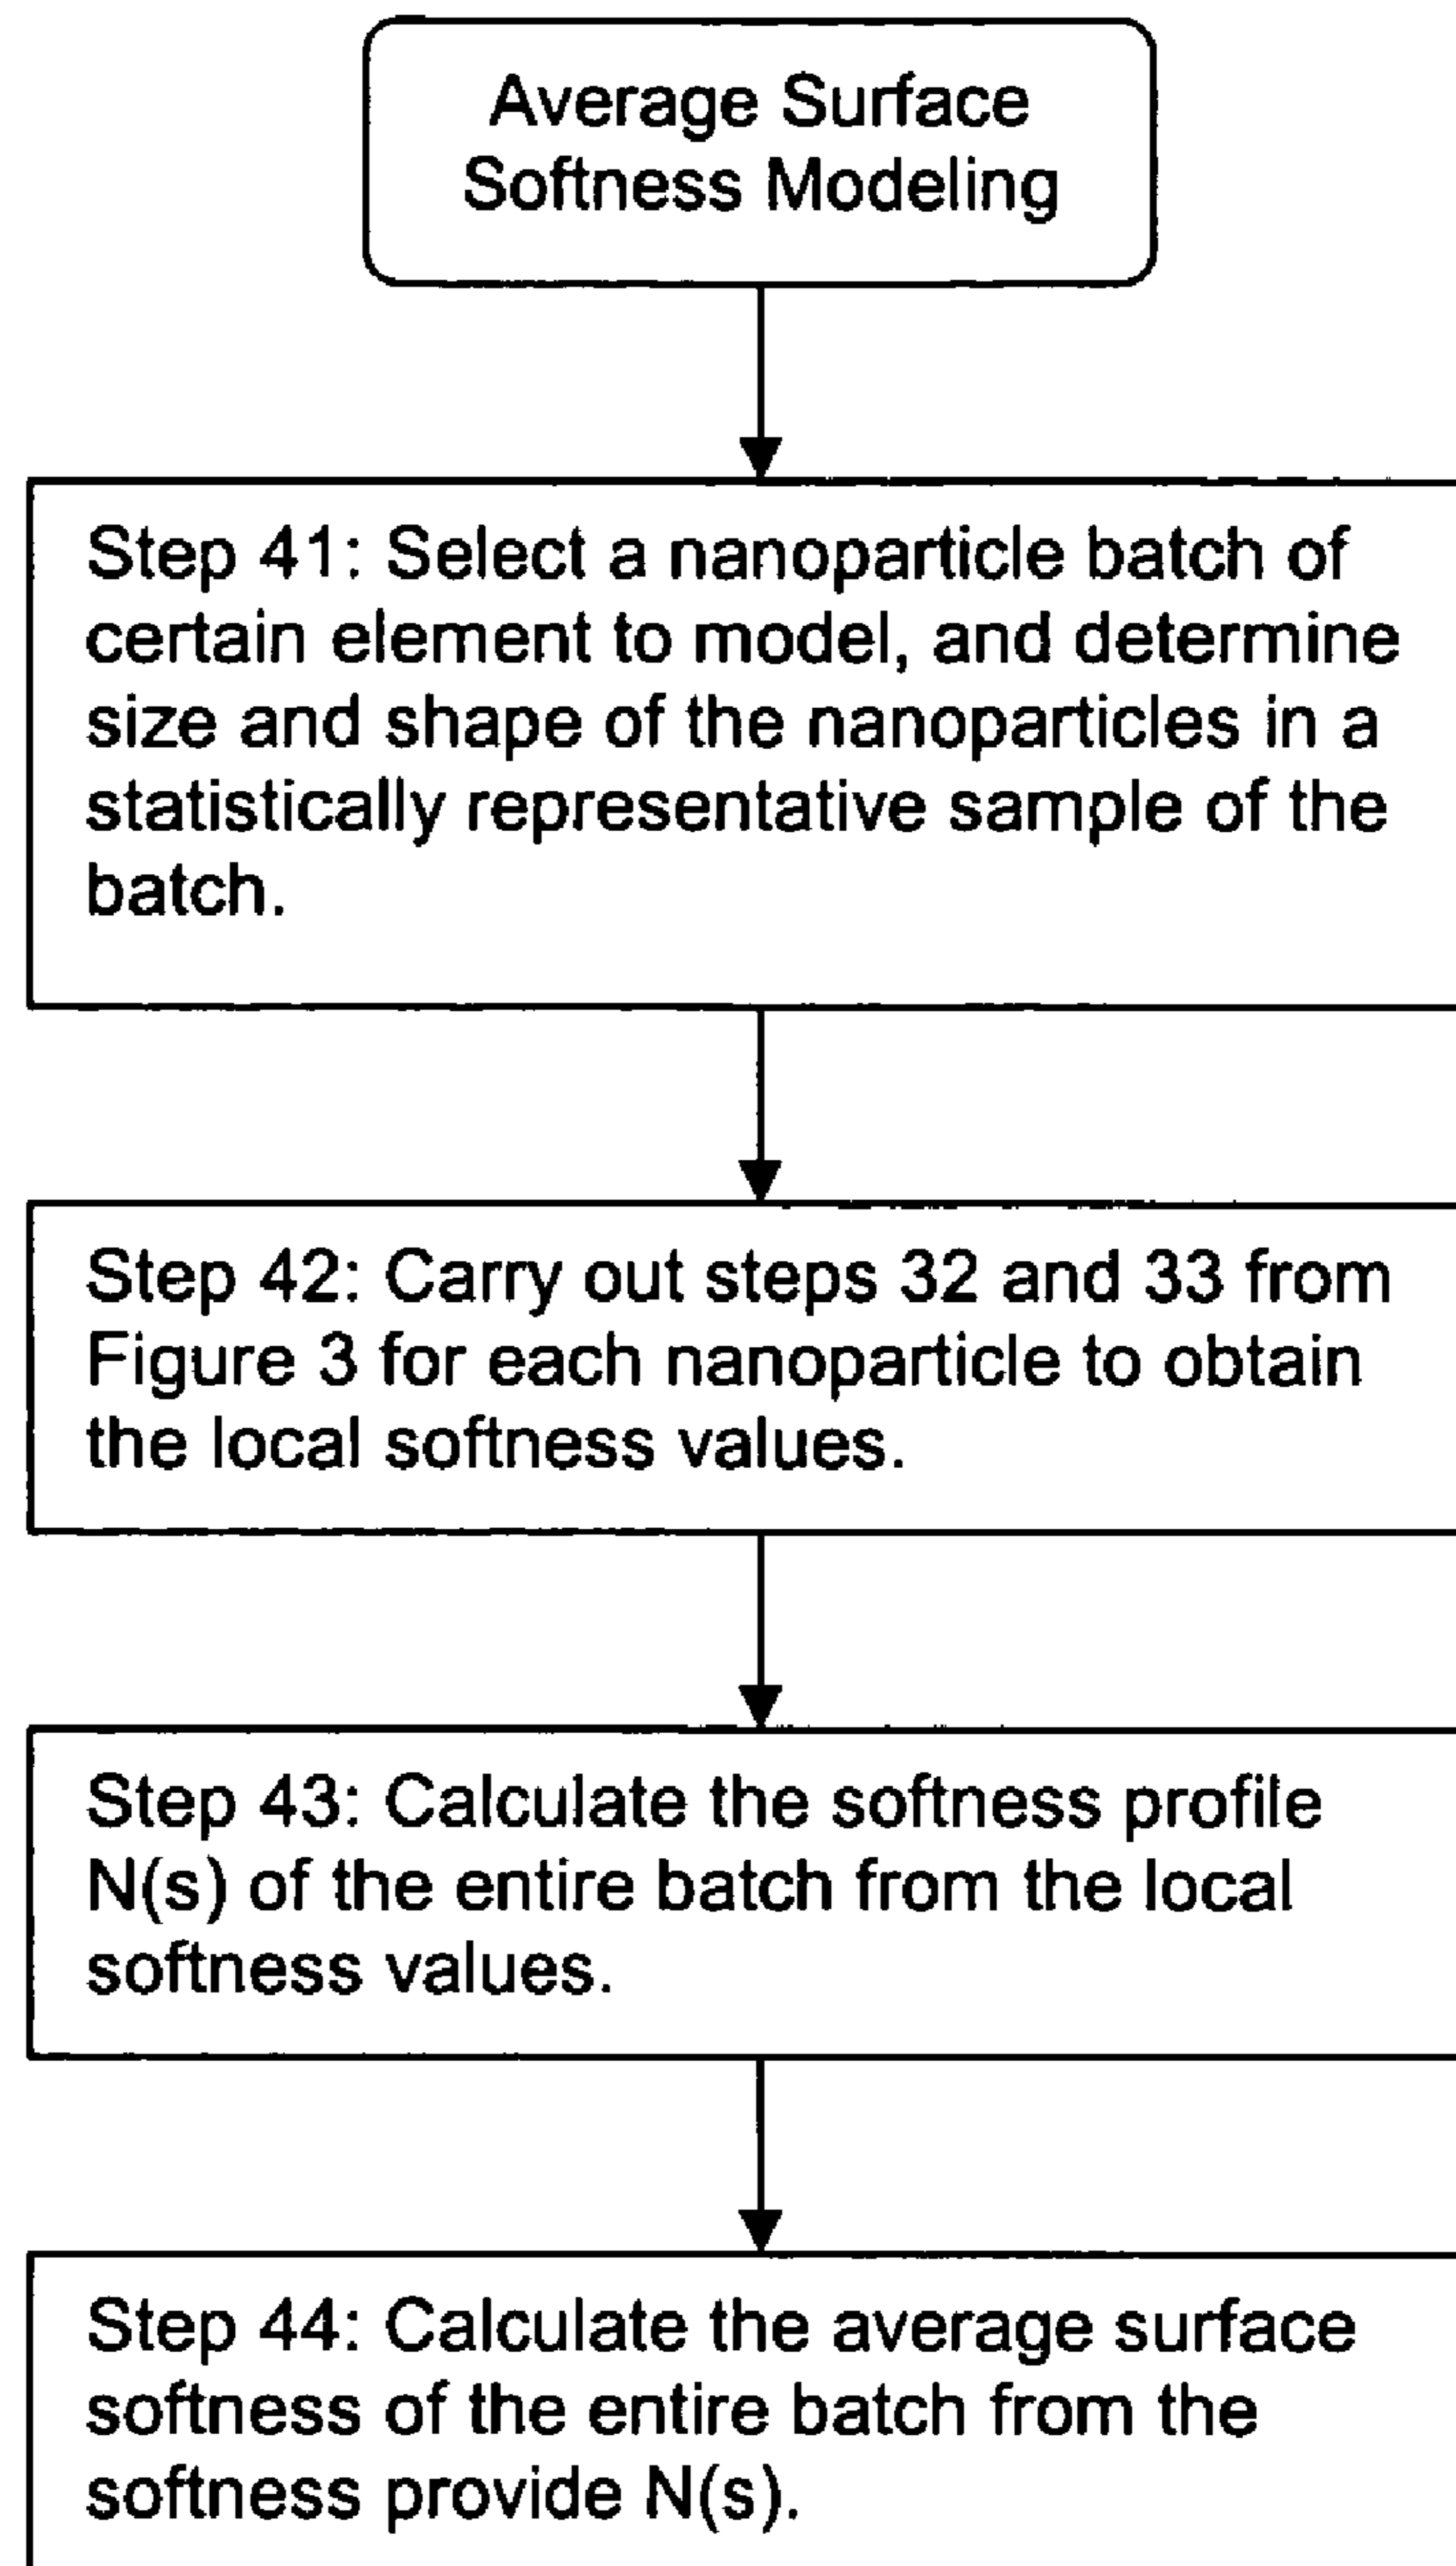 Average Surface
Softness Modeling
Step 41: Select a nanoparticle batch of
certain element to model, and determine
size and shape of the nanoparticles in a
statistically representative sample of the
batch.
Step 42: Carry out steps 32 and 33 from
Figure 3 for each nanoparticle to obtain
the local softness values.
Step 43: Calculate the softness profile
N(s) of the entire batch from the local
softness values.
Step 44: Calculate the average surface
softness of the entire batch from the
softness provide N(s).